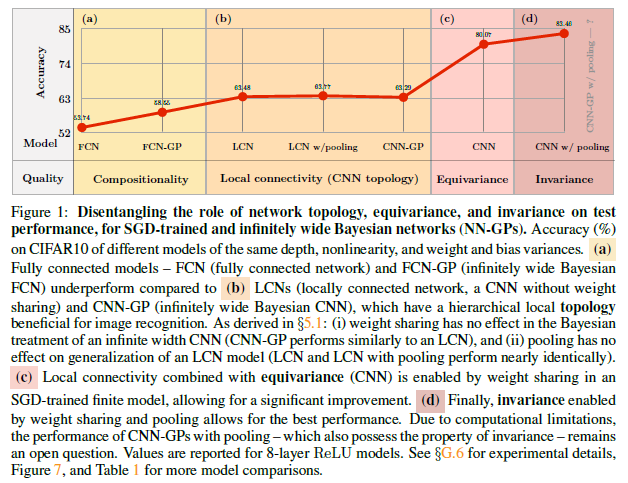 (a) (b) (c) (d)
85
74
63
52
Accuracy
53.74
58.55
63.48
63.77
63.29
80.07
83.46
CNN-GP w/ pooling — ?
Model FCN FCN-GP LCN LCN w/pooling CNN-GP CNN CNN w/ pooling
Quality Compositionality Local connectivity (CNN topology) Equivariance Invariance
Figure 1: Disentangling the role of network topology, equivariance, and invariance on test
performance, for SGD-trained and infinitely wide Bayesian networks (NN-GPs). Accuracy (%)
on CIFAR10 of different models of the same depth, nonlinearity, and weight and bias variances. (a)
Fully connected models – FCN (fully connected network) and FCN-GP (infinitely wide Bayesian
FCN) underperform compared to (b) LCNs (locally connected network, a CNN without weight
sharing) and CNN-GP (infinitely wide Bayesian CNN), which have a hierarchical local topology
beneficial for image recognition. As derived in §5.1: (i) weight sharing has no effect in the Bayesian
treatment of an infinite width CNN (CNN-GP performs similarly to an LCN), and (ii) pooling has no
effect on generalization of an LCN model (LCN and LCN with pooling perform nearly identically).
(c) Local connectivity combined with equivariance (CNN) is enabled by weight sharing in an
SGD-trained finite model, allowing for a significant improvement. (d) Finally, invariance enabled
by weight sharing and pooling allows for the best performance. Due to computational limitations,
the performance of CNN-GPs with pooling – which also possess the property of invariance – remains
an open question. Values are reported for 8-layer ReLU models. See §G.6 for experimental details,
Figure 7, and Table 1 for more model comparisons.